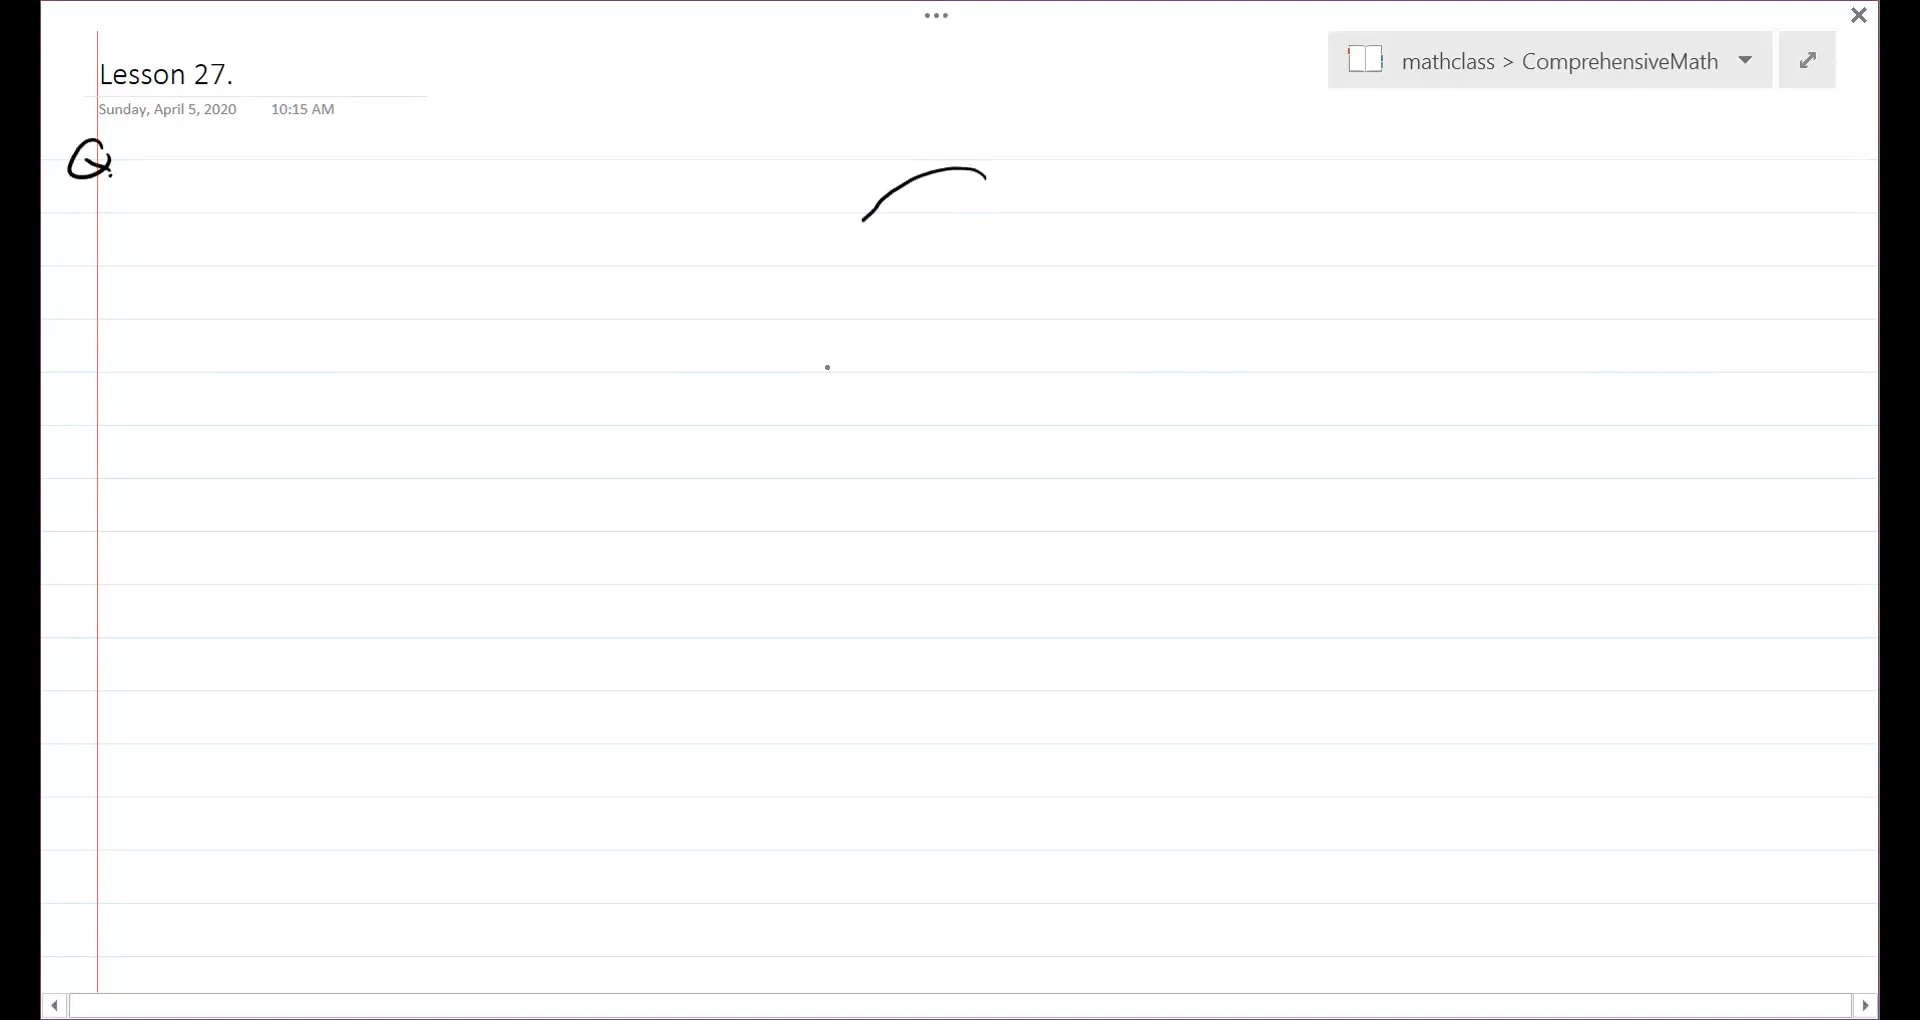 Lesson 27.
mathclass > ComprehensiveMath
Sunday, April 5, 2020 10:15 AM
Q.